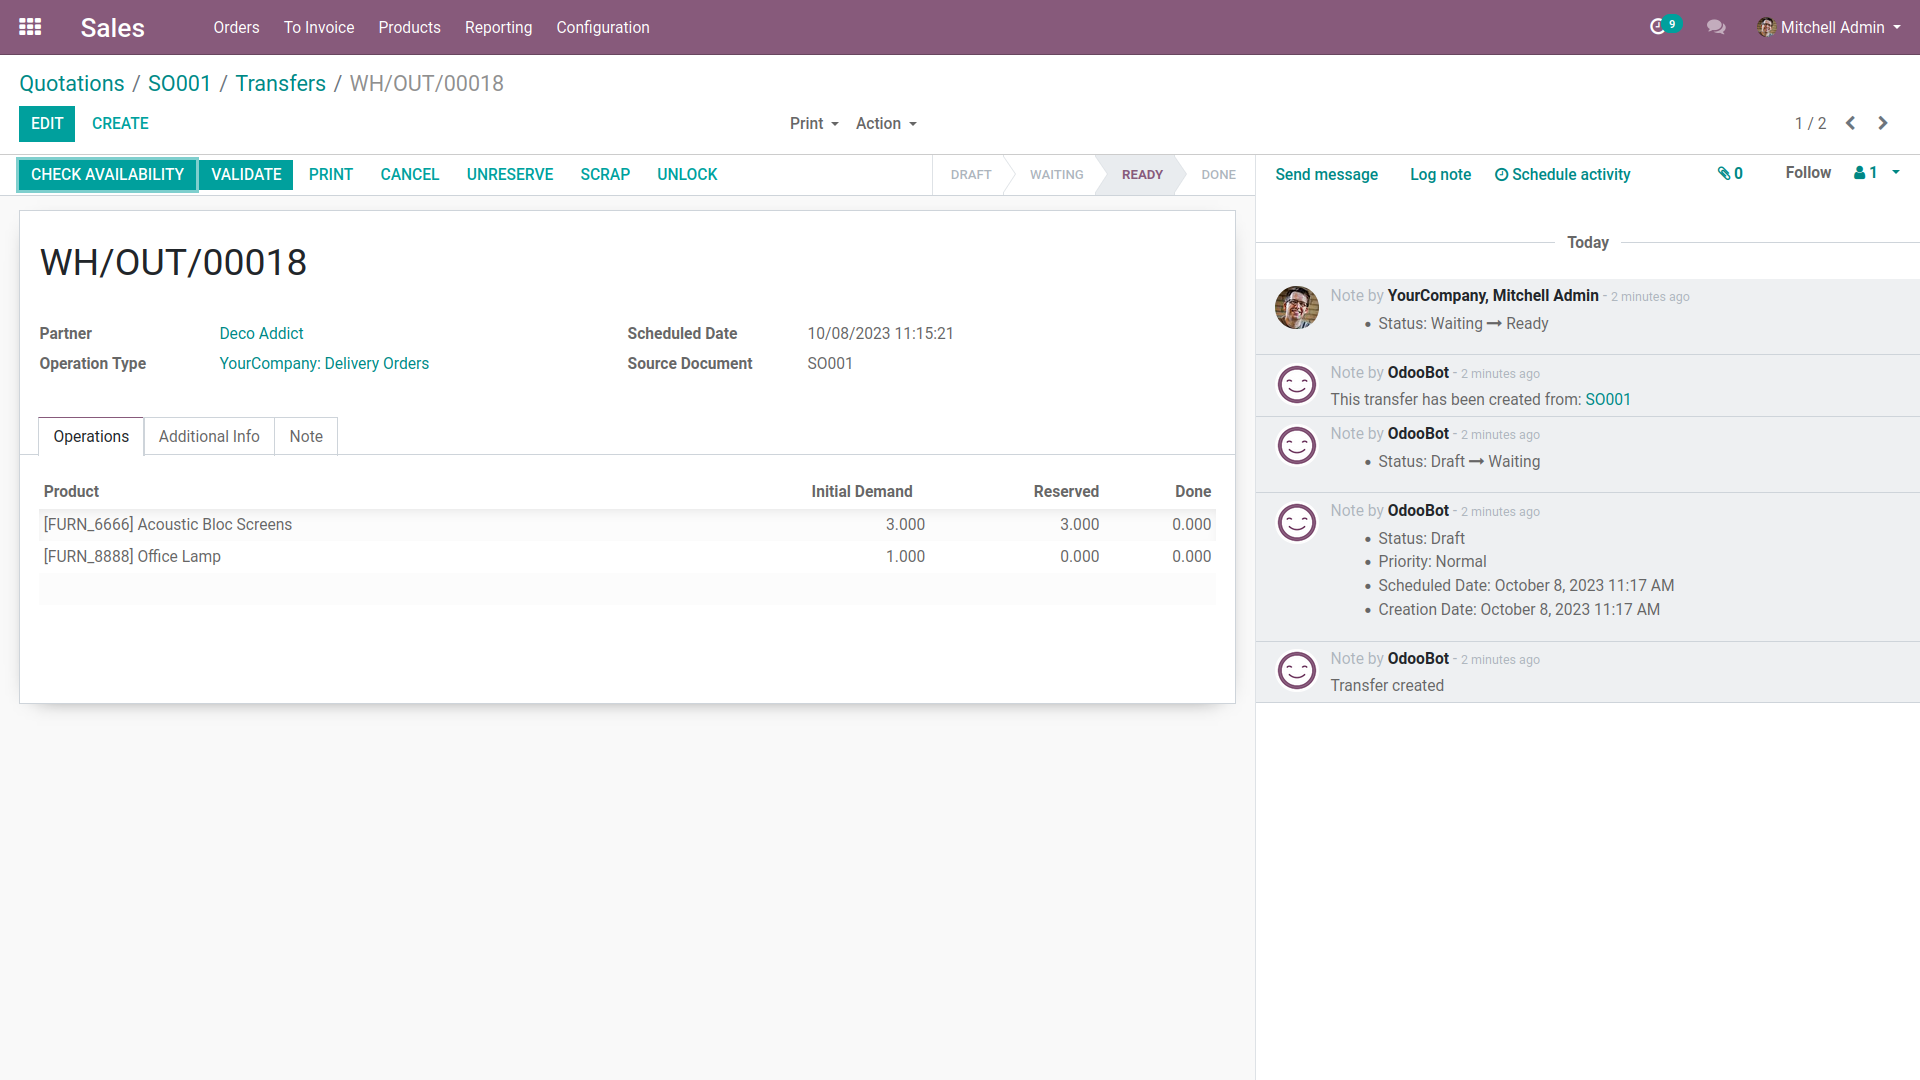 Sales Orders To Invoice Products Reporting Configuration 9 Mitchell Admin
Quotations / SO001 / Transfers / WH/OUT/00018
EDIT CREATE Print Action 1 / 2
CHECK AVAILABILITY VALIDATE PRINT CANCEL UNRESERVE SCRAP UNLOCK DRAFT WAITING READY DONE
Send message Log note Schedule activity 0 Follow 1
WH/OUT/00018
Partner Deco Addict Scheduled Date 10/08/2023 11:15:21
Operation Type YourCompany: Delivery Orders Source Document SO001
Operations Additional Info Note
Product Initial Demand Reserved Done
[FURN_6666] Acoustic Bloc Screens 3.000 3.000 0.000
[FURN_8888] Office Lamp 1.000 0.000 0.000
Today
Note by YourCompany, Mitchell Admin - 2 minutes ago
• Status: Waiting → Ready
Note by OdooBot - 2 minutes ago
This transfer has been created from: SO001
Note by OdooBot - 2 minutes ago
• Status: Draft → Waiting
Note by OdooBot - 2 minutes ago
• Status: Draft
• Priority: Normal
• Scheduled Date: October 8, 2023 11:17 AM
• Creation Date: October 8, 2023 11:17 AM
Note by OdooBot - 2 minutes ago
Transfer created